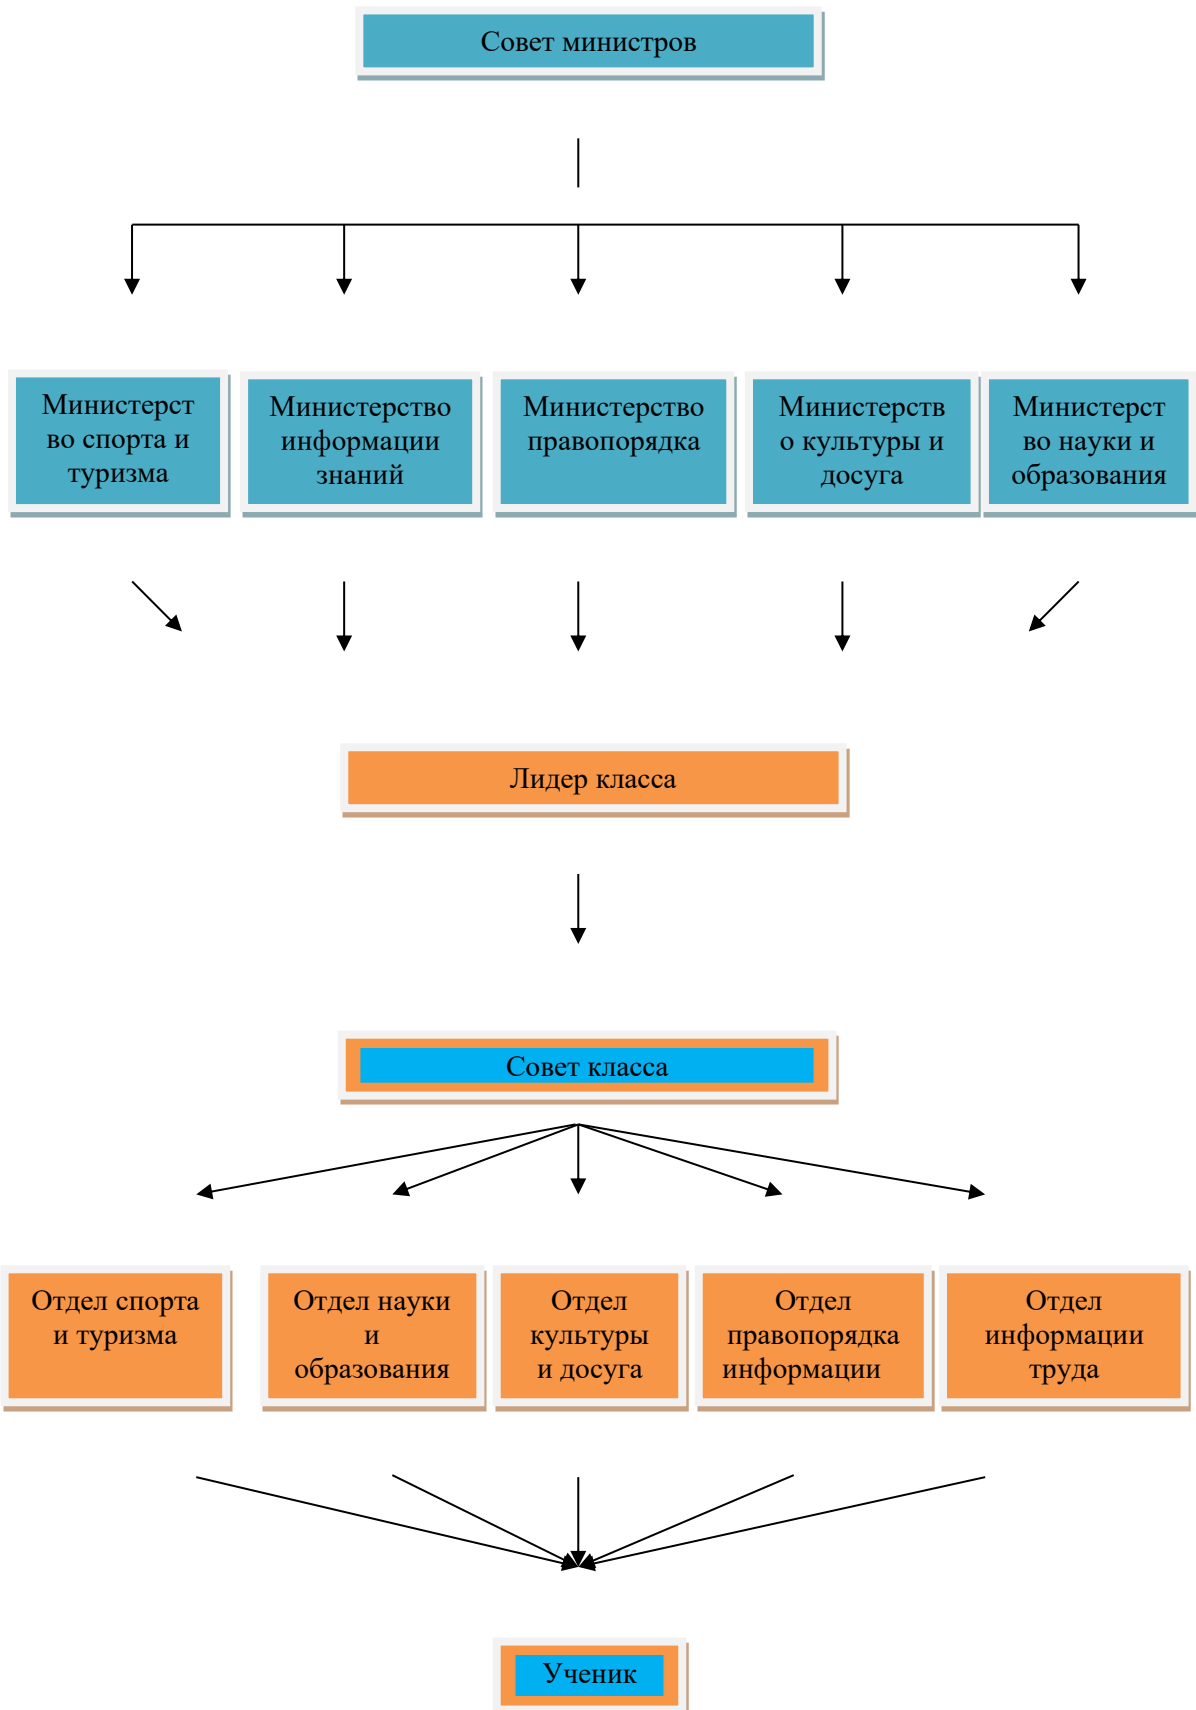 Совет министров
Министерст
во спорта и
туризма
Министерство
информации
знаний
Министерство
правопорядка
Министерств
о культуры и
досуга
Министерст
во науки и
образования
Лидер класса
Совет класса
Отдел спорта
и туризма
Отдел науки
и
образования
Отдел
культуры
и досуга
Отдел
правопорядка
информации
Отдел
информации
труда
Ученик